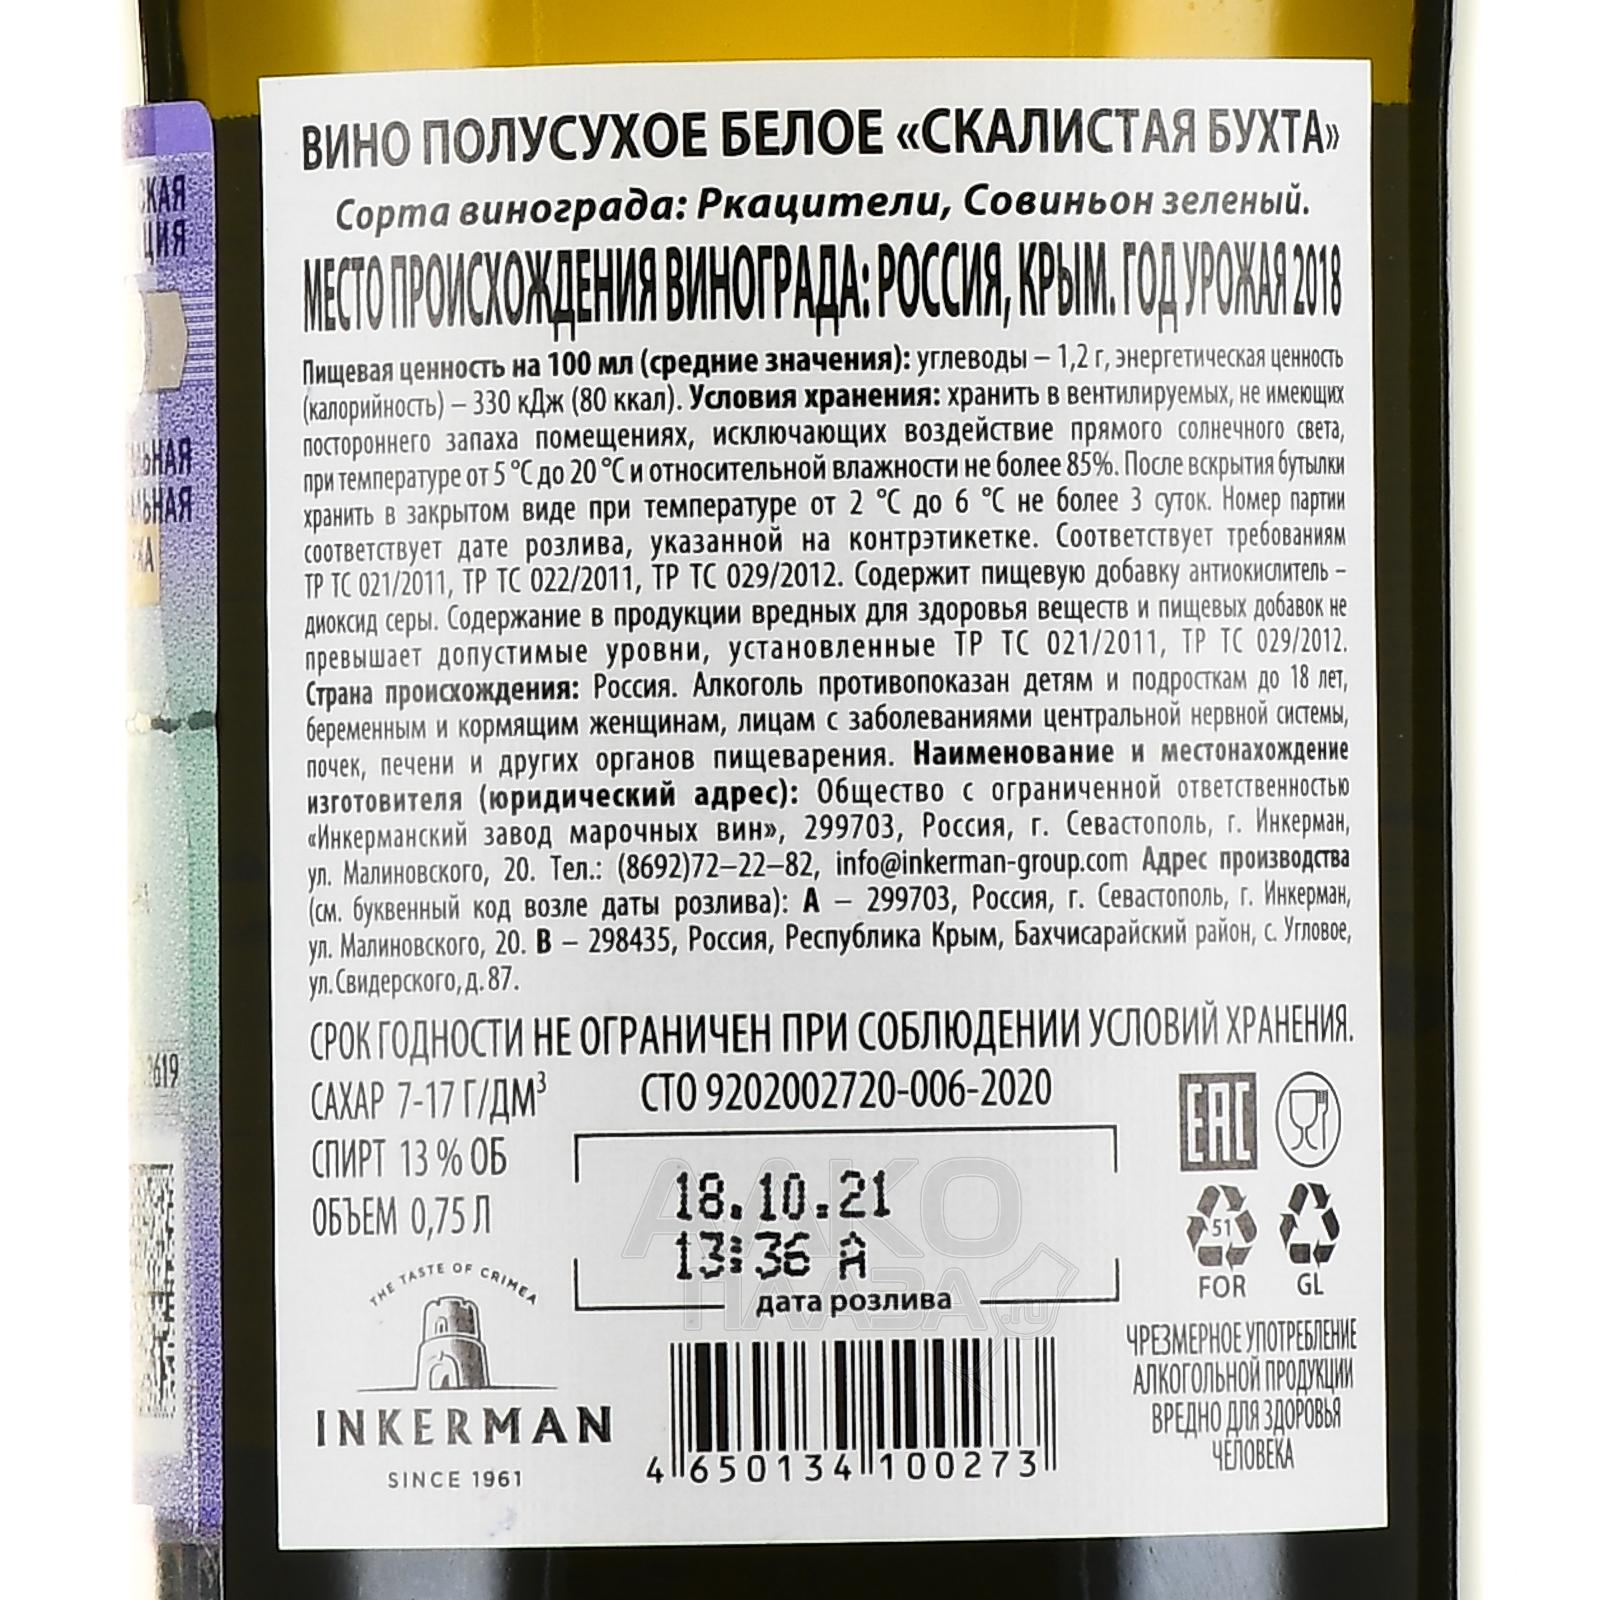 ВИНО ПОЛУСУХОЕ БЕЛОЕ «СКАЛИСТАЯ БУХТА»
Сорта винограда: Ркацители, Совиньон зеленый.
МЕСТО ПРОИСХОЖДЕНИЯ ВИНОГРАДА: РОССИЯ, КРЫМ. ГОД УРОЖАЯ 2018
Пищевая ценность на 100 мл (средние значения): углеводы – 1,2 г, энергетическая ценность
(калорийность) – 330 кДж (80 ккал). Условия хранения: хранить в вентилируемых, не имеющих
постороннего запаха помещениях, исключающих воздействие прямого солнечного света,
при температуре от 5 °С до 20 °С и относительной влажности не более 85%. После вскрытия бутылки
хранить в закрытом виде при температуре от 2 °С до 6 °С не более 3 суток. Номер партии
соответствует дате розлива, указанной на контрэтикетке. Соответствует требованиям
ТР ТС 021/2011, ТР ТС 022/2011, ТР ТС 029/2012. Содержит пищевую добавку антиокислитель –
диоксид серы. Содержание в продукции вредных для здоровья веществ и пищевых добавок не
превышает допустимые уровни, установленные ТР ТС 021/2011, ТР ТС 029/2012.
Страна происхождения: Россия. Алкоголь противопоказан детям и подросткам до 18 лет,
беременным и кормящим женщинам, лицам с заболеваниями центральной нервной системы,
почек, печени и других органов пищеварения. Наименование и местонахождение
изготовителя (юридический адрес): Общество с ограниченной ответственностью
«Инкерманский завод марочных вин», 299703, Россия, г. Севастополь, г. Инкерман,
ул. Малиновского, 20. Тел.: (8692)72–22–82, info@inkerman-group.com Адрес производства
(см. буквенный код возле даты розлива): А – 299703, Россия, г. Севастополь, г. Инкерман,
ул. Малиновского, 20. В – 298435, Россия, Республика Крым, Бахчисарайский район, с. Угловое,
ул. Свидерского, д. 87.
СРОК ГОДНОСТИ НЕ ОГРАНИЧЕН ПРИ СОБЛЮДЕНИИ УСЛОВИЙ ХРАНЕНИЯ.
САХАР 7-17 Г/ДМ³
СТО 9202002720-006-2020
СПИРТ 13 % ОБ
ОБЪЕМ 0,75 Л
EAC
18.10.21
13:36 А
дата розлива
АЛКО
ПЛАЗА.ru
51
FOR
GL
THE TASTE OF CRIMEA
INKERMAN
SINCE 1961
4 650134 100273
ЧРЕЗМЕРНОЕ УПОТРЕБЛЕНИЕ
АЛКОГОЛЬНОЙ ПРОДУКЦИИ
ВРЕДНО ДЛЯ ЗДОРОВЬЯ
ЧЕЛОВЕКА